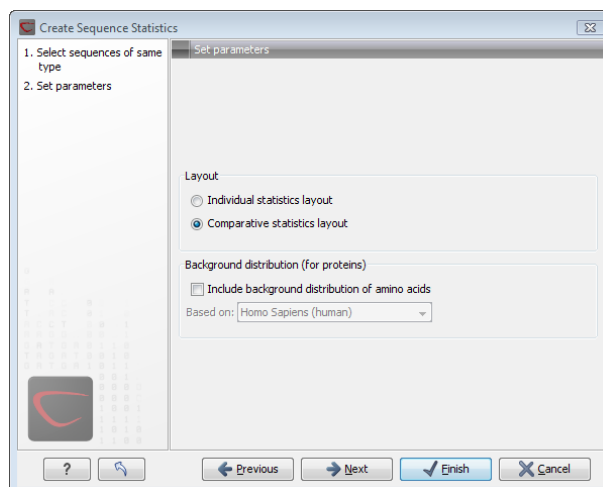 Create Sequence Statistics
1. Select sequences of same
type
2. Set parameters
Set parameters
Layout
Individual statistics layout
Comparative statistics layout
Background distribution (for proteins)
Include background distribution of amino acids
Based on: Homo Sapiens (human)
? Previous Next Finish Cancel